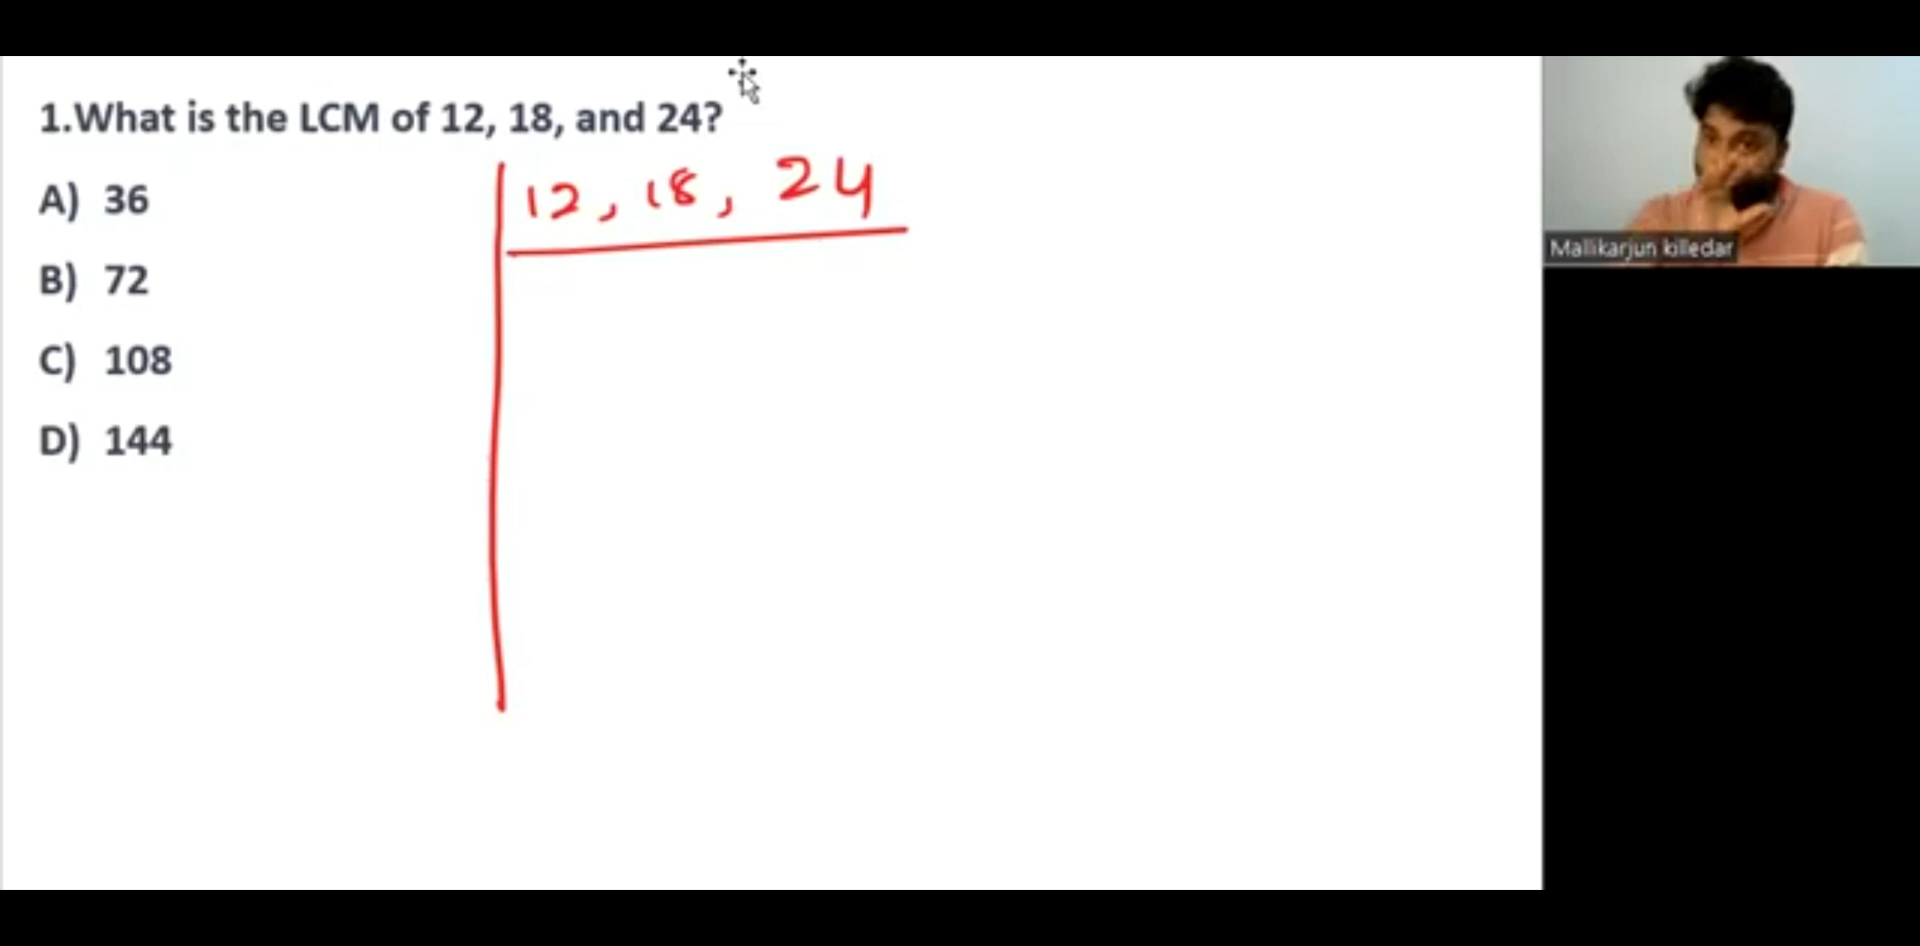 1.What is the LCM of 12, 18, and 24?
A) 36
B) 72
C) 108
D) 144
12, 18, 24
Mallikarjun killedar